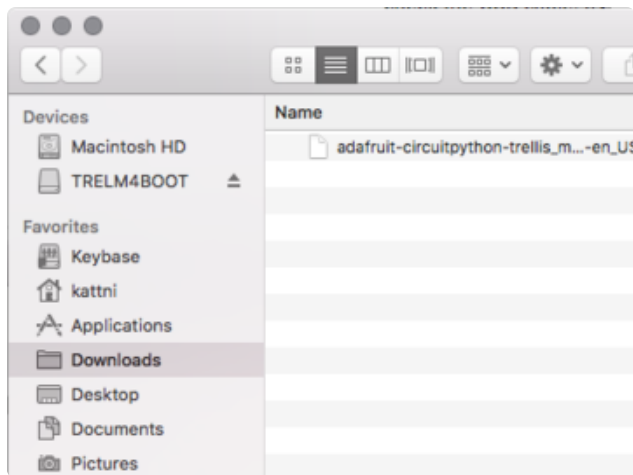 Devices
Macintosh HD
TRELM4BOOT
Favorites
Keybase
kattni
Applications
Downloads
Desktop
Documents
Pictures
Name
adafruit-circuitpython-trellis_m...-en_US